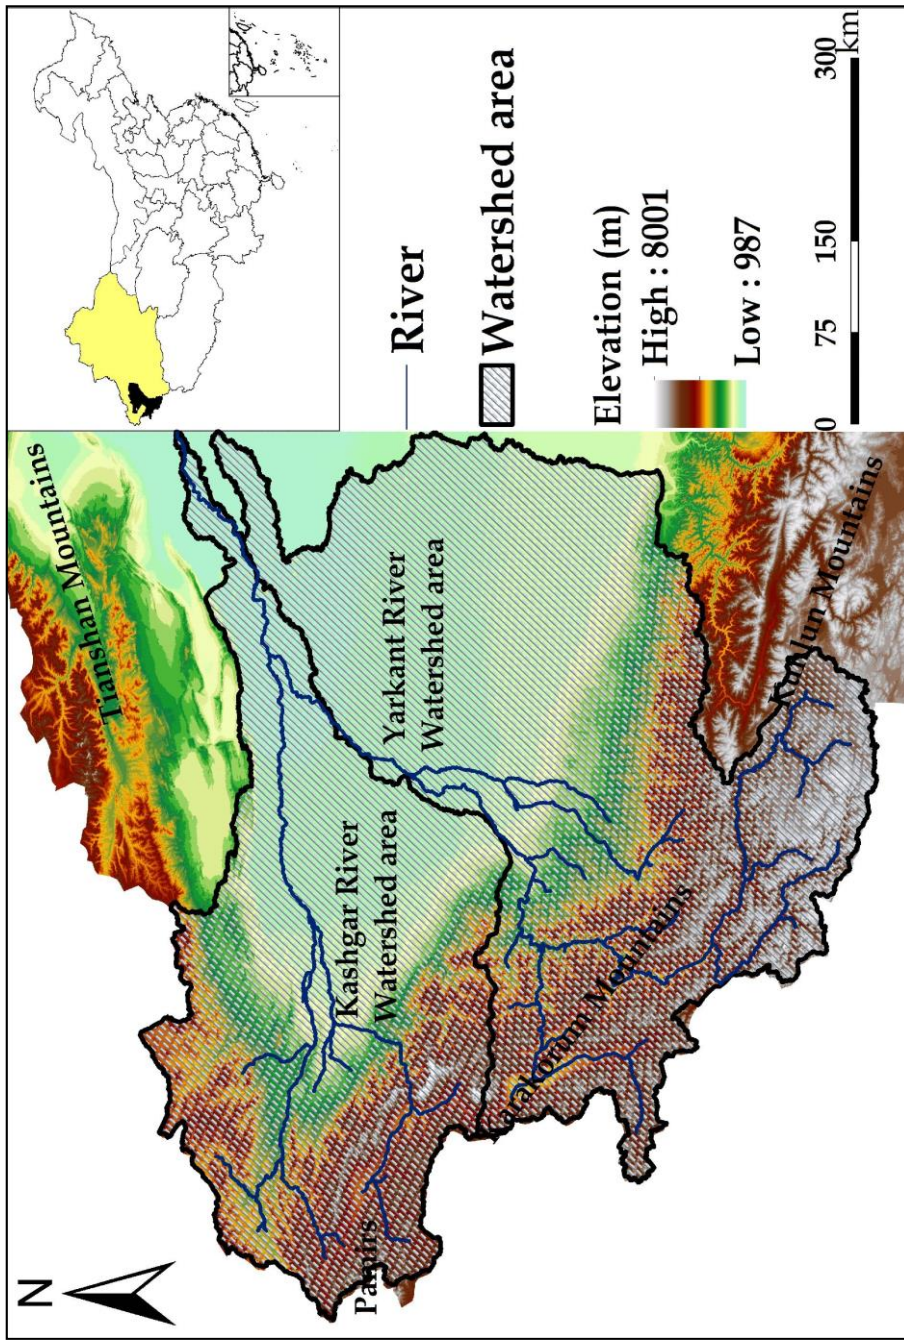 N
Tianshan Mountains
Pamirs
Kashgar River
Watershed area
Yarkant River
Watershed area
Karakorum Mountains
Kunlun Mountains
River
Watershed area
Elevation (m)
High : 8001
Low : 987
0 75 150 300
km